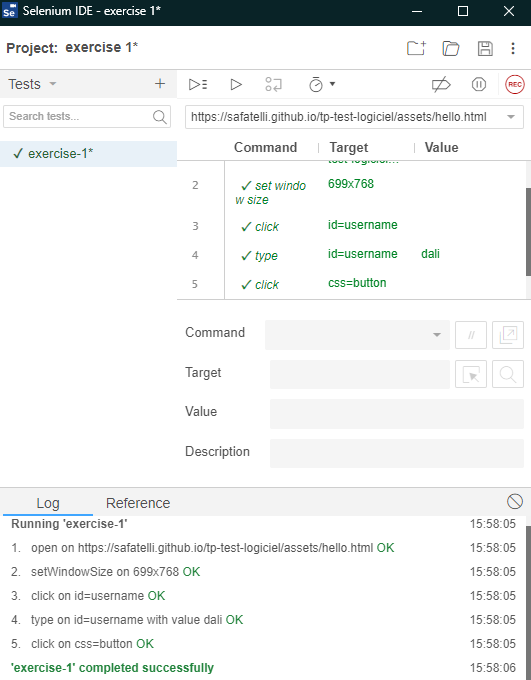 Se
Selenium IDE - exercise 1*
Project: exercise 1*
Tests
+
Search tests...
✓ exercise-1*
REC
https://safatelli.github.io/tp-test-logiciel/assets/hello.html
Command Target Value
test-logiciel/...
2 ✓ set windo
w size 699x768
3 ✓ click id=username
4 ✓ type id=username dali
5 ✓ click css=button
Command
//
Target
Value
Description
Log Reference
Running 'exercise-1' 15:58:05
1. open on https://safatelli.github.io/tp-test-logiciel/assets/hello.html OK 15:58:05
2. setWindowSize on 699x768 OK 15:58:05
3. click on id=username OK 15:58:05
4. type on id=username with value dali OK 15:58:05
5. click on css=button OK 15:58:05
'exercise-1' completed successfully 15:58:06